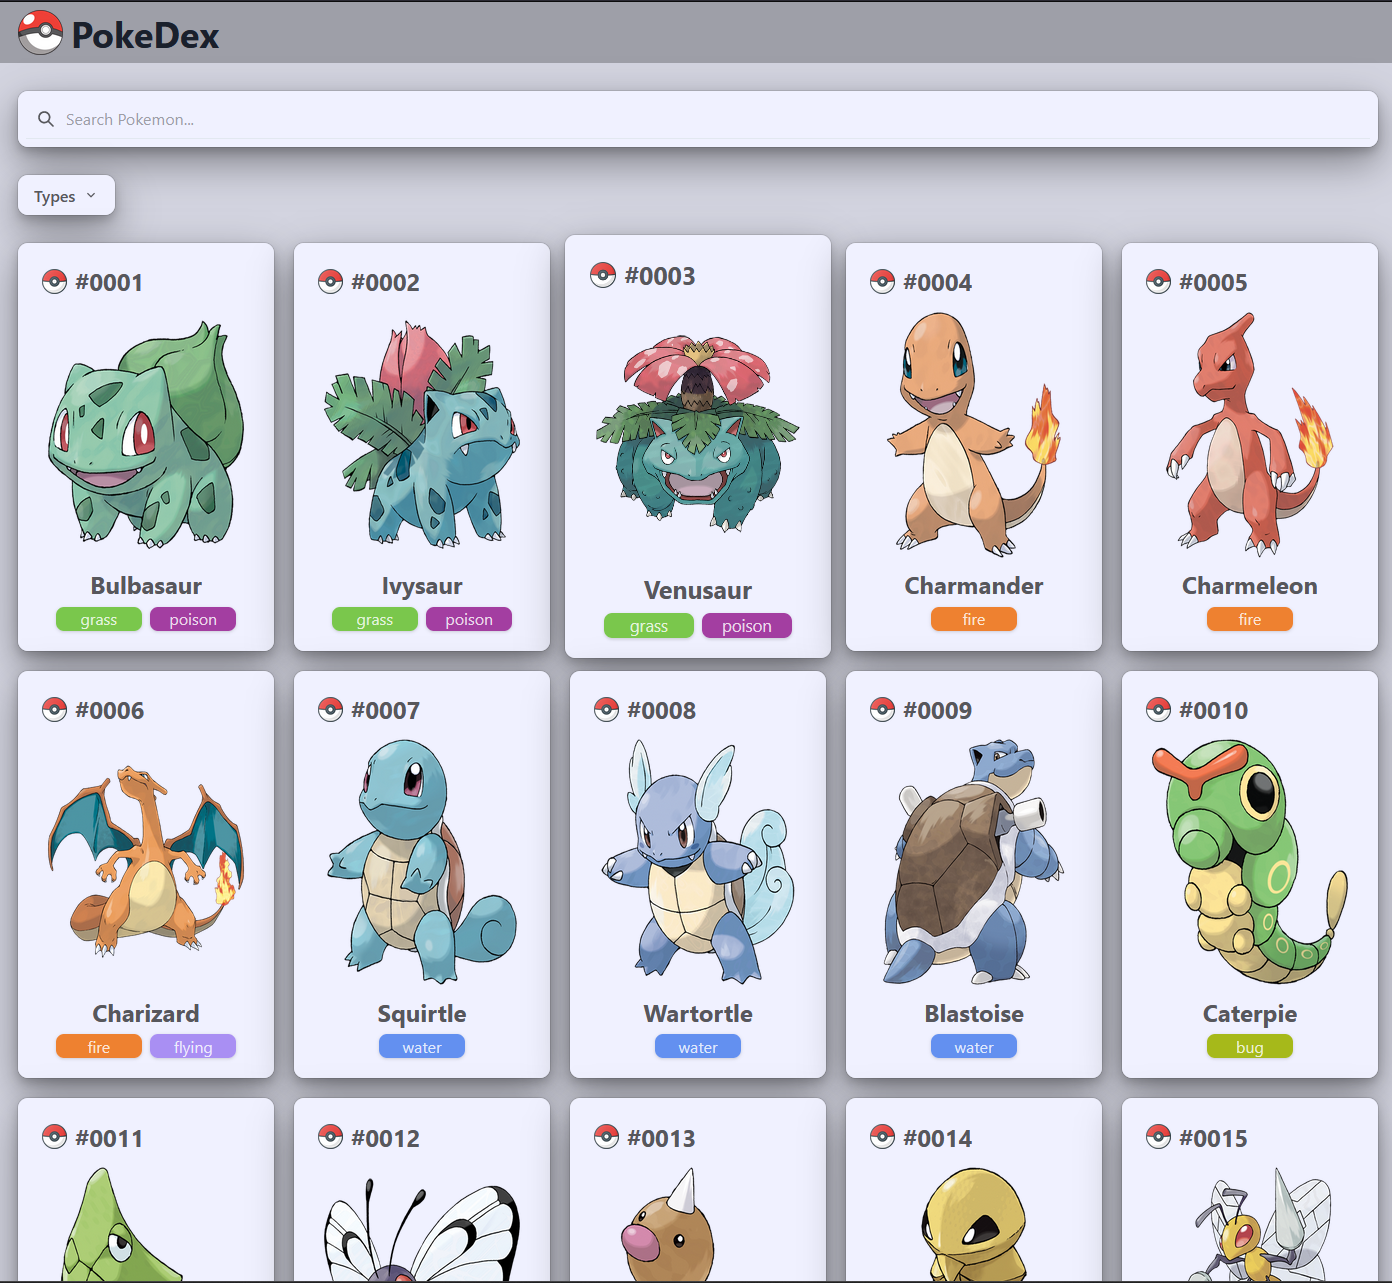 PokeDex
Search Pokemon...
Types
#0001
#0002
#0003
#0004
#0005
Bulbasaur
grass poison
Ivysaur
grass poison
Venusaur
grass poison
Charmander
fire
Charmeleon
fire
#0006
#0007
#0008
#0009
#0010
Charizard
fire flying
Squirtle
water
Wartortle
water
Blastoise
water
Caterpie
bug
#0011
#0012
#0013
#0014
#0015